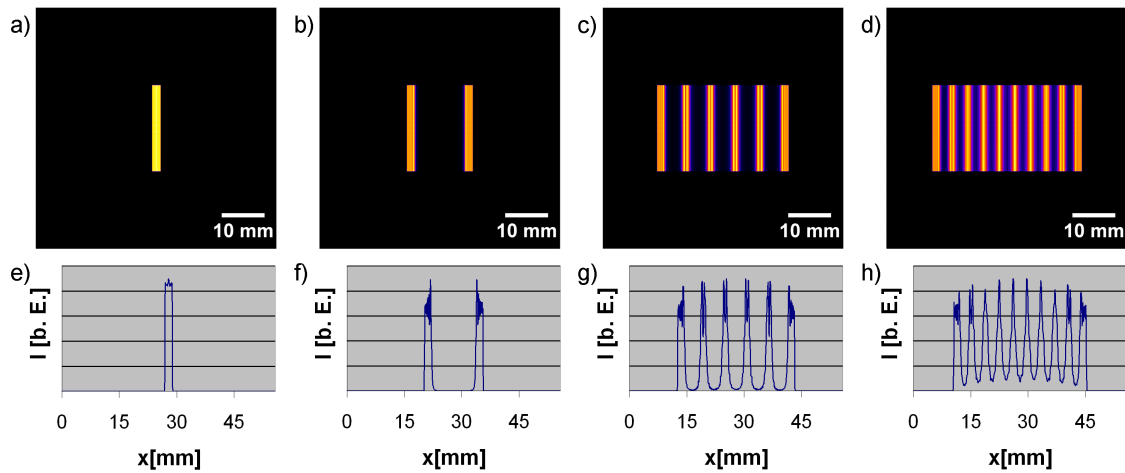 a) b) c) d)
10 mm 10 mm 10 mm 10 mm
e) f) g) h)
I [b. E.] I [b. E.] I [b. E.] I [b. E.]
0 15 30 45 0 15 30 45 0 15 30 45 0 15 30 45
x[mm] x[mm] x[mm] x[mm]